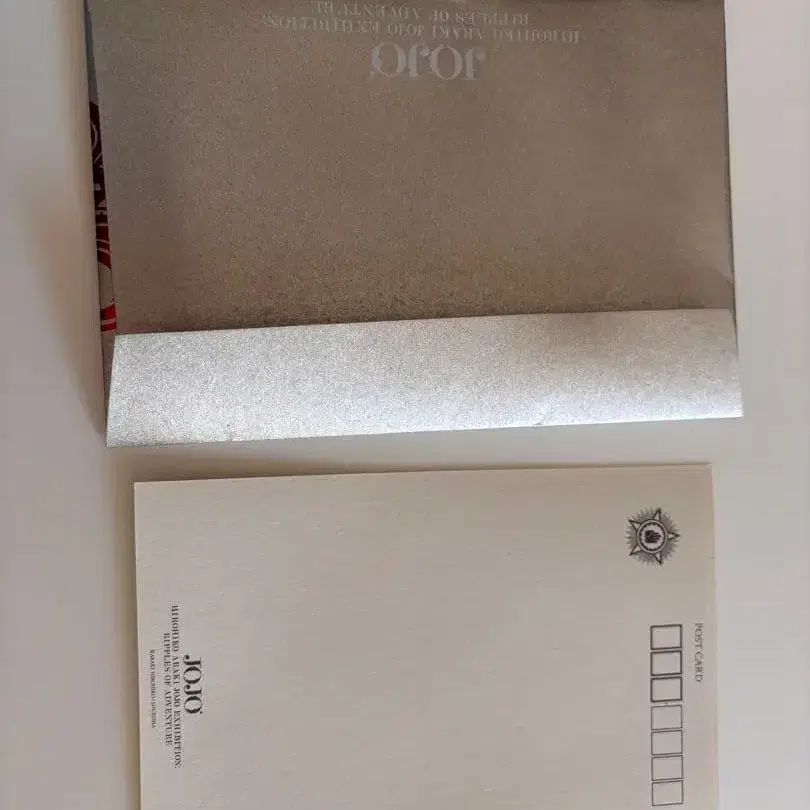 JOJO
HIROHIKO ARAKI JOJO EXHIBITION:
RIPPLES OF ADVENTURE
POST CARD
JOJO
HIROHIKO ARAKI JOJO EXHIBITION:
RIPPLES OF ADVENTURE